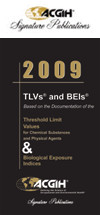 ACGIH®
Signature Publications
2009
TLVs® and BEIs®
Based on the Documentation of the
Threshold Limit
Values
for Chemical Substances
and Physical Agents
&
Biological Exposure
Indices
ACGIH®
Signature Publications